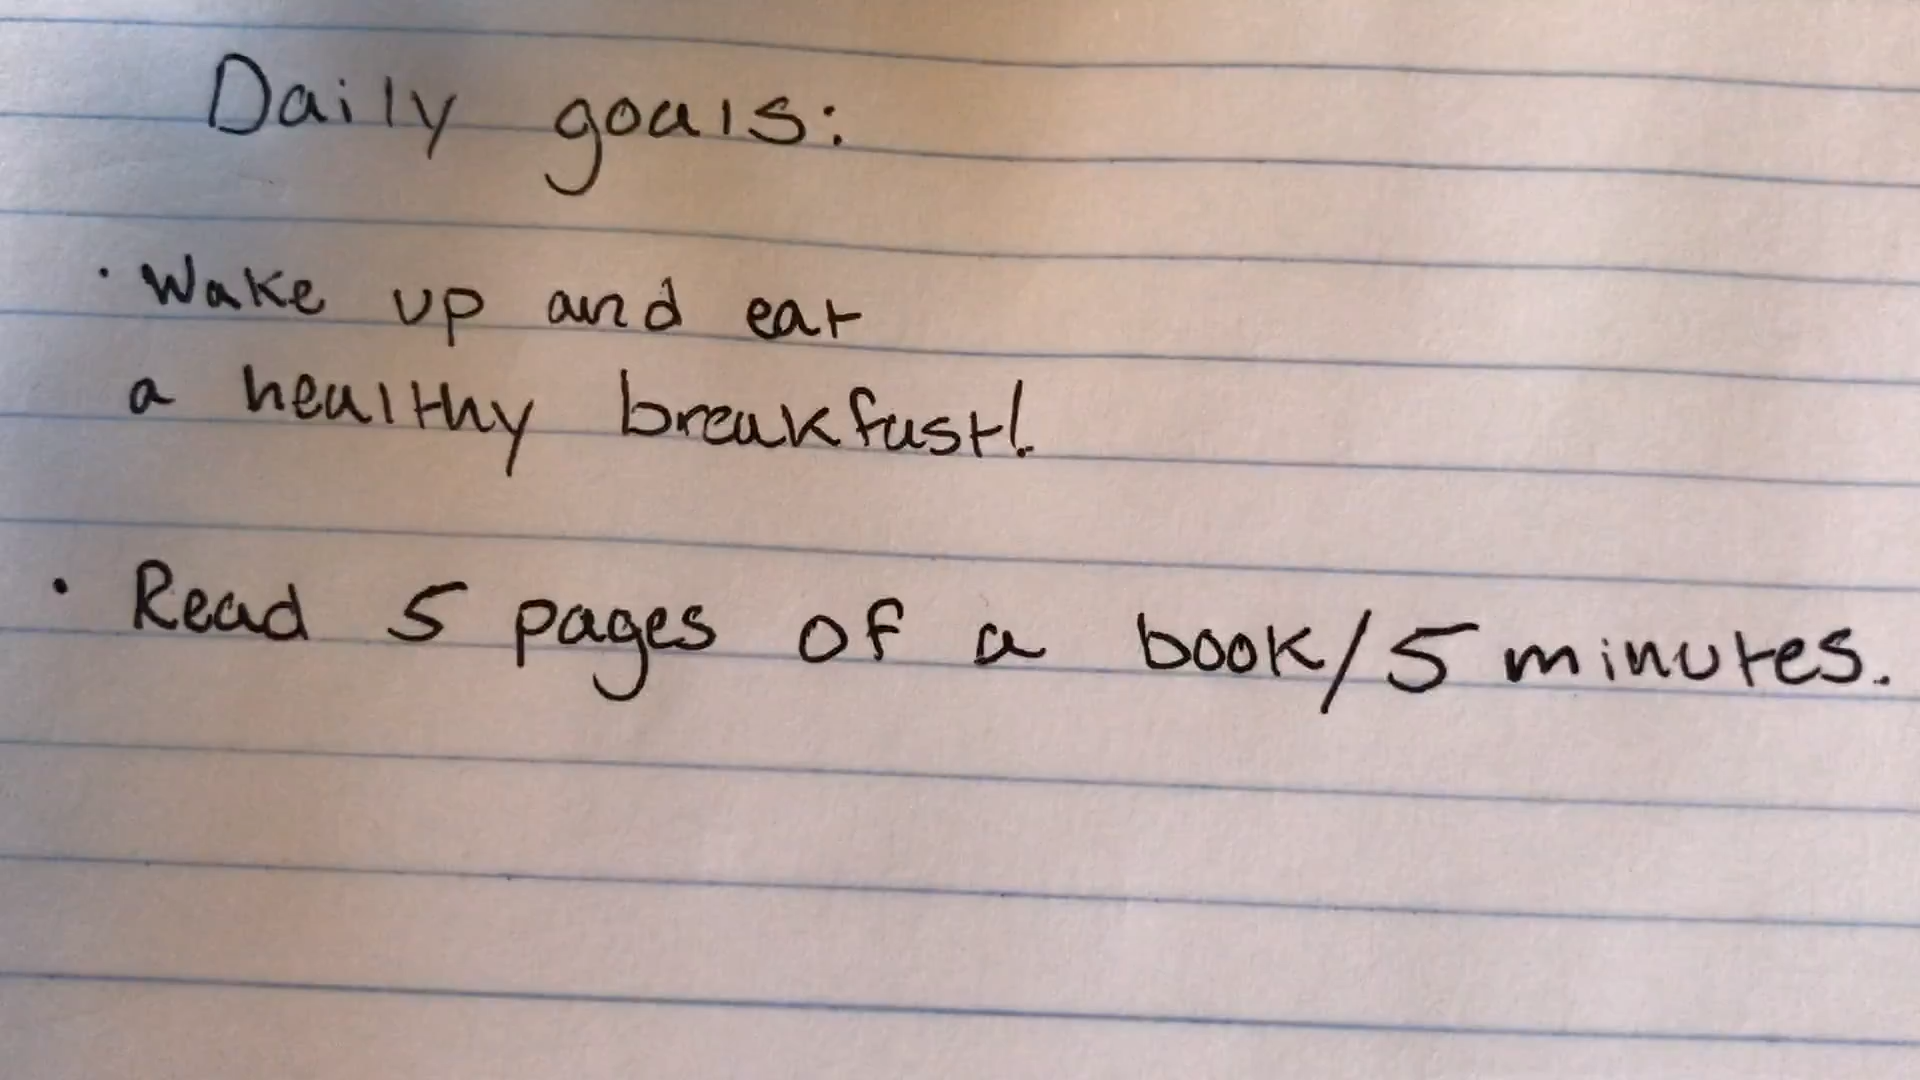 Daily goals:
· Wake up and eat
a healthy breakfast!
· Read 5 pages of a book/5 minutes.